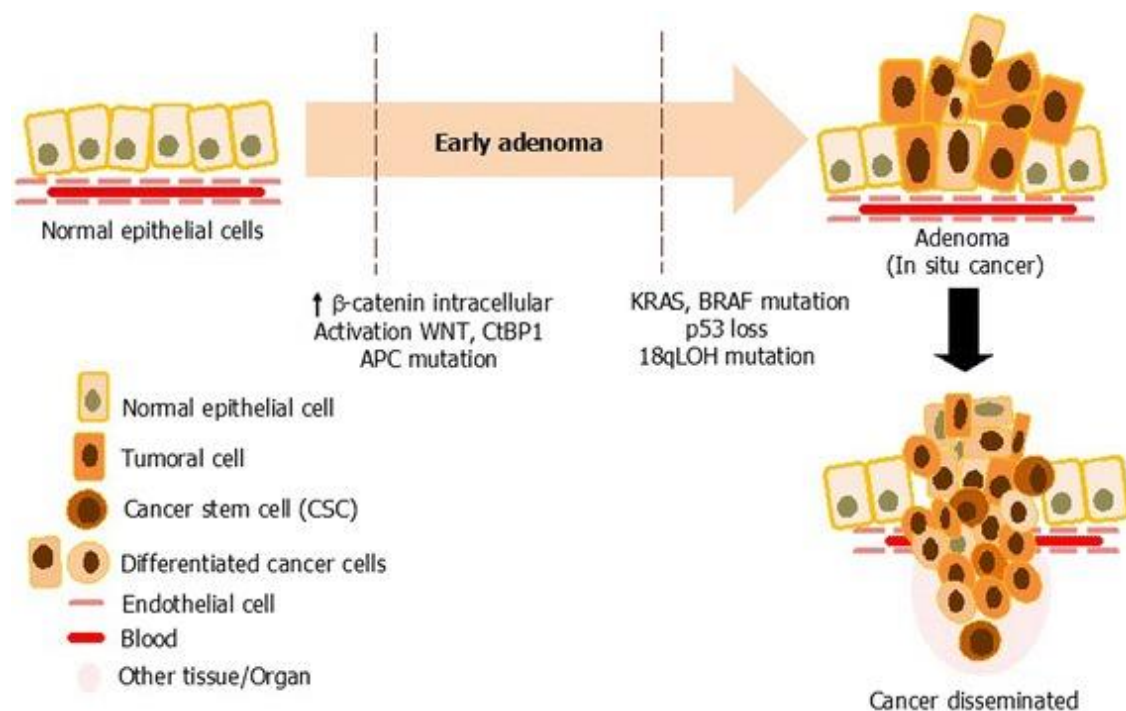 Early adenoma
Normal epithelial cells
Adenoma
(In situ cancer)
↑ β-catenin intracellular
Activation WNT, CtBP1
APC mutation
KRAS, BRAF mutation
p53 loss
18qLOH mutation
Normal epithelial cell
Tumoral cell
Cancer stem cell (CSC)
Differentiated cancer cells
Endothelial cell
Blood
Other tissue/Organ
Cancer disseminated